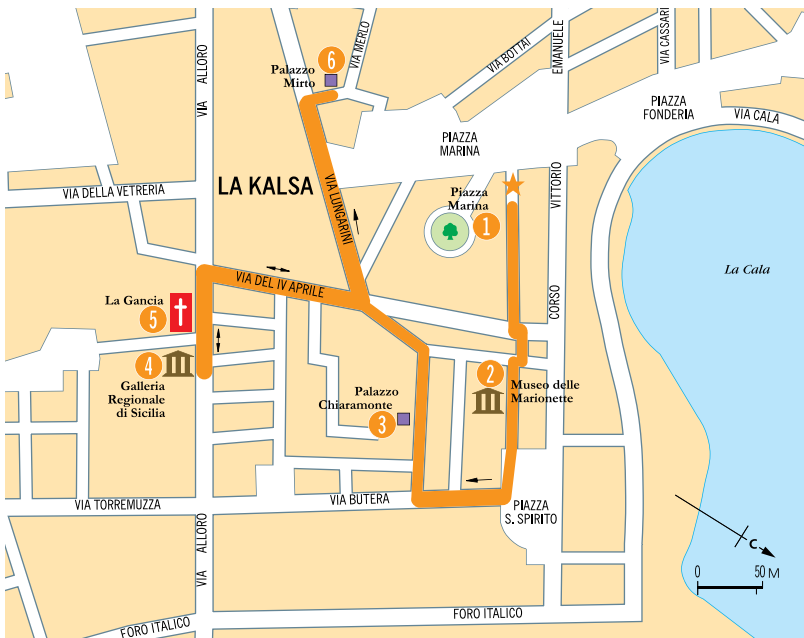 VIA ALLORO
6
Palazzo
Mirto
VIA MERLO
VIA BOTTAI
EMANUELE
VIA CASSARI
PIAZZA
FONDERIA
VIA CALA
PIAZZA
MARINA
VIA DELLA VETRERIA
LA KALSA
VIA LUNGARINI
Piazza
Marina
1
VITTORIO
La Cala
VIA DEL IV APRILE
La Gancia
5
CORSO
4
Galleria
Regionale
di Sicilia
Palazzo
Chiaramonte
3
2
Museo delle
Marionette
VIA TORREMUZZA
VIA BUTERA
PIAZZA
S. SPIRITO
VIA ALLORO
C
0 50 M
FORO ITALICO
FORO ITALICO